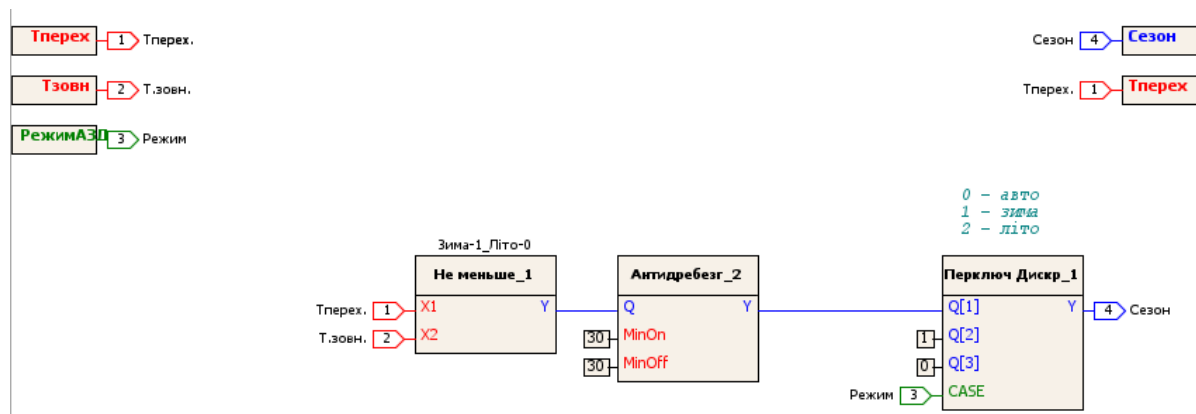 Тперех 1 Тперех.
Сезон 4 Сезон
Тзовн 2 Т.зовн.
Тперех. 1 Тперех
РежимАЗД 3 Режим
0 - авто
1 - зима
2 - літо
Зима-1_Літо-0
Не меньше_1
Антидребезг_2
Перключ Дискр_1
Тперех. 1 X1 Y
Q Y
Q[1] Y 4 Сезон
Т.зовн. 2 X2
30 MinOn
1 Q[2]
30 MinOff
0 Q[3]
Режим 3 CASE